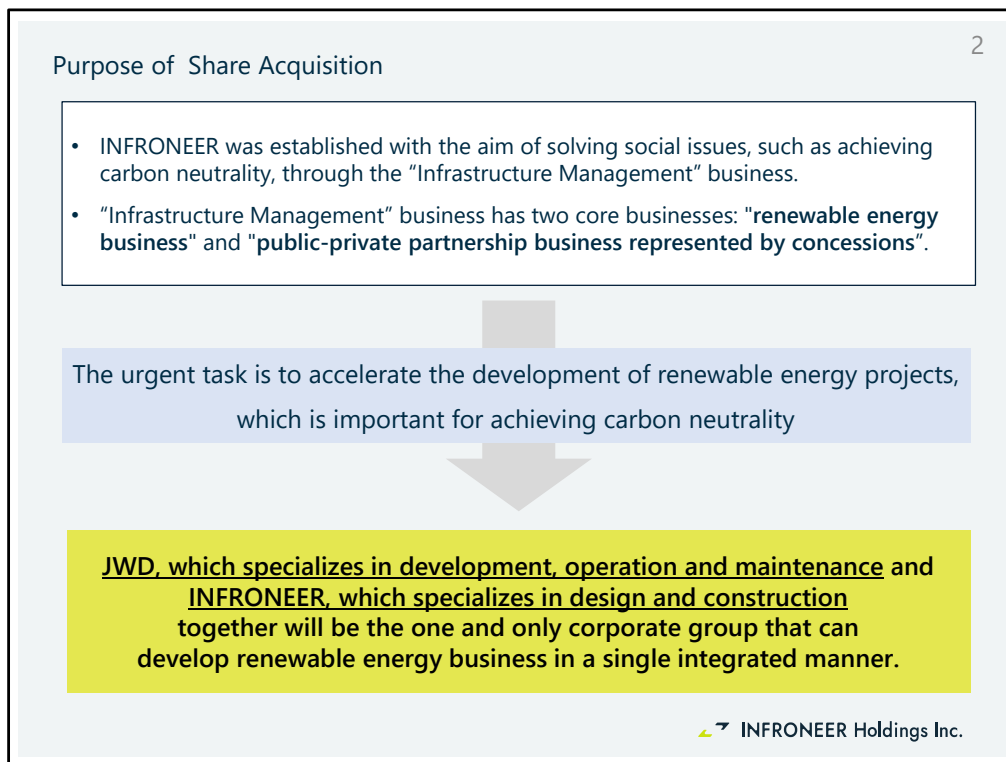 2
Purpose of  Share Acquisition
• INFRONEER was established with the aim of solving social issues, such as achieving
carbon neutrality, through the “Infrastructure Management” business.
• “Infrastructure Management” business has two core businesses: "renewable energy
business" and "public-private partnership business represented by concessions”.
The urgent task is to accelerate the development of renewable energy projects,
which is important for achieving carbon neutrality
JWD, which specializes in development, operation and maintenance and
INFRONEER, which specializes in design and construction
together will be the one and only corporate group that can
develop renewable energy business in a single integrated manner.
INFRONEER Holdings Inc.